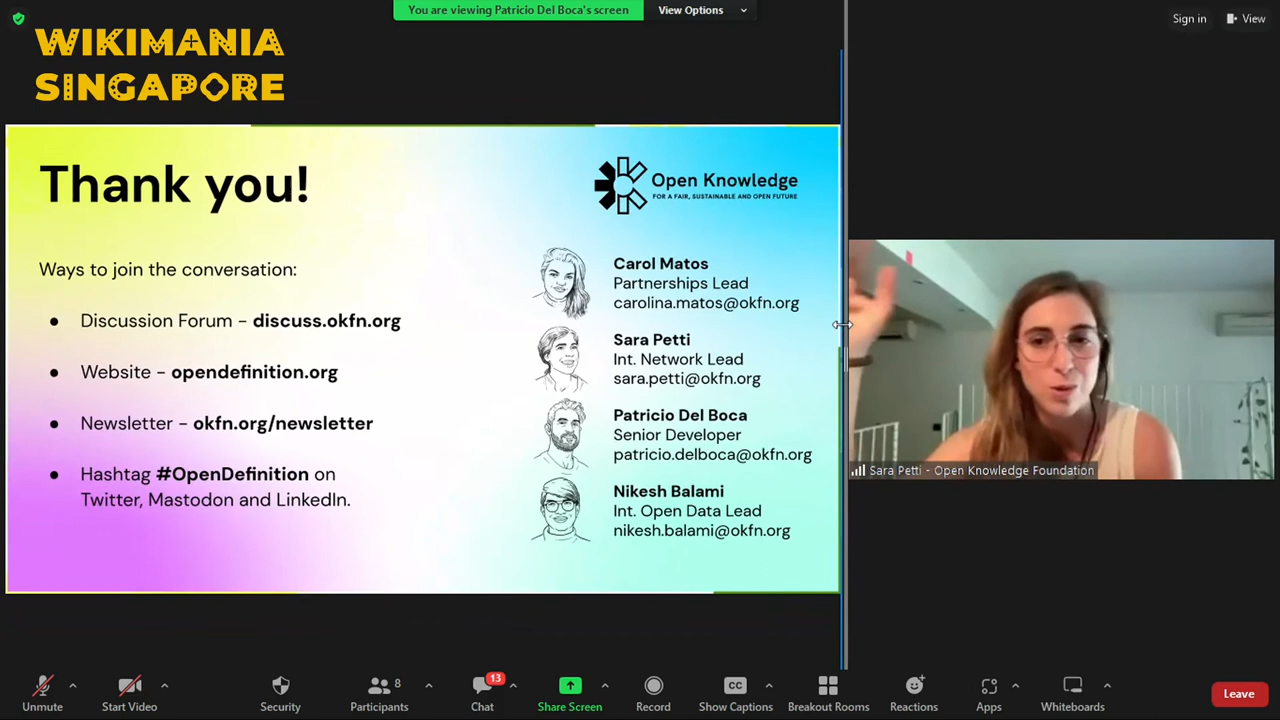 You are viewing Patricio Del Boca's screen
View Options
Sign in
View
WIKIMANIA
SINGAPORE
Thank you!
Open Knowledge
FOR A FAIR, SUSTAINABLE AND OPEN FUTURE
Ways to join the conversation:
• Discussion Forum - discuss.okfn.org
• Website - opendefinition.org
• Newsletter - okfn.org/newsletter
• Hashtag #OpenDefinition on
Twitter, Mastodon and LinkedIn.
Carol Matos
Partnerships Lead
carolina.matos@okfn.org
Sara Petti
Int. Network Lead
sara.petti@okfn.org
Patricio Del Boca
Senior Developer
patricio.delboca@okfn.org
Nikesh Balami
Int. Open Data Lead
nikesh.balami@okfn.org
Sara Petti - Open Knowledge Foundation
Unmute
Start Video
Security
8
Participants
13
Chat
Share Screen
Record
CC
Show Captions
Breakout Rooms
Reactions
Apps
Whiteboards
Leave